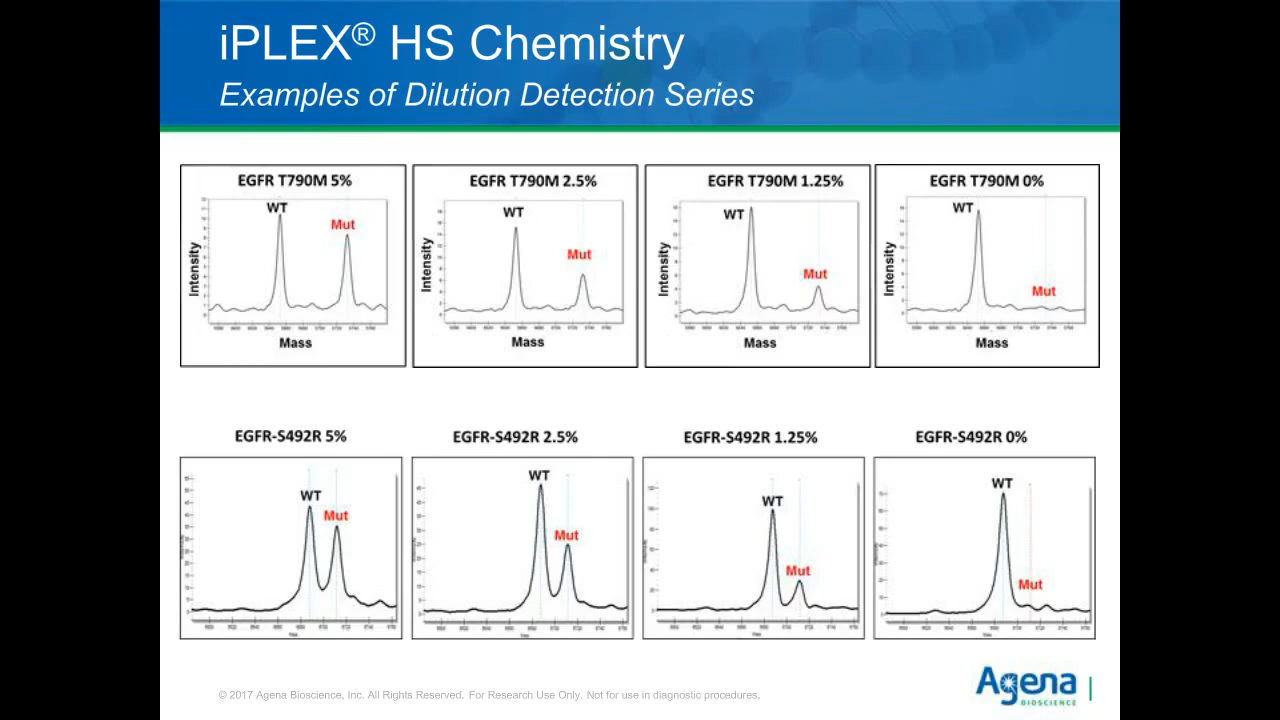 iPLEX® HS Chemistry
Examples of Dilution Detection Series
EGFR T790M 5%
WT
Mut
Intensity
Mass
EGFR T790M 2.5%
WT
Mut
Intensity
Mass
EGFR T790M 1.25%
WT
Mut
Intensity
Mass
EGFR T790M 0%
WT
Mut
Intensity
Mass
EGFR-S492R 5%
WT
Mut
EGFR-S492R 2.5%
WT
Mut
EGFR-S492R 1.25%
WT
Mut
EGFR-S492R 0%
WT
Mut
© 2017 Agena Bioscience, Inc. All Rights Reserved. For Research Use Only. Not for use in diagnostic procedures.
Agena
BIOSCIENCE